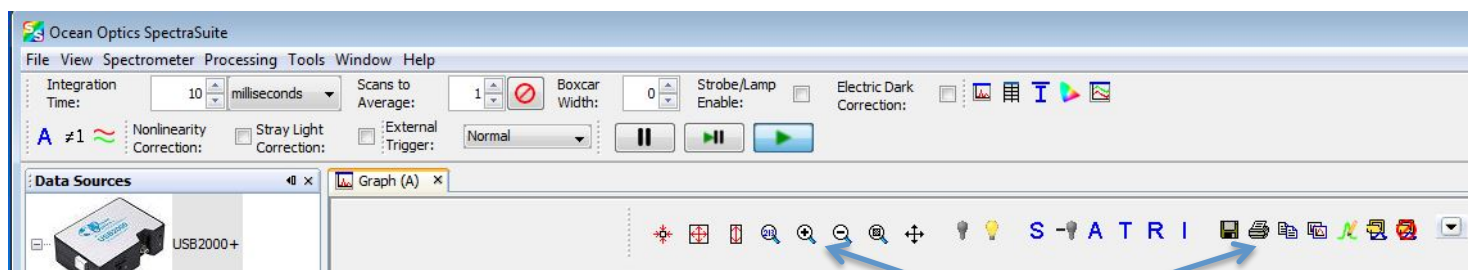 Ocean Optics SpectraSuite
File View Spectrometer Processing Tools Window Help
Integration Time: 10 milliseconds Scans to Average: 1 Boxcar Width: 0 Strobe/Lamp Enable: Electric Dark Correction:
A ≠1 Nonlinearity Correction: Stray Light Correction: External Trigger: Normal
Data Sources Graph (A)
USB2000+ S A T R I